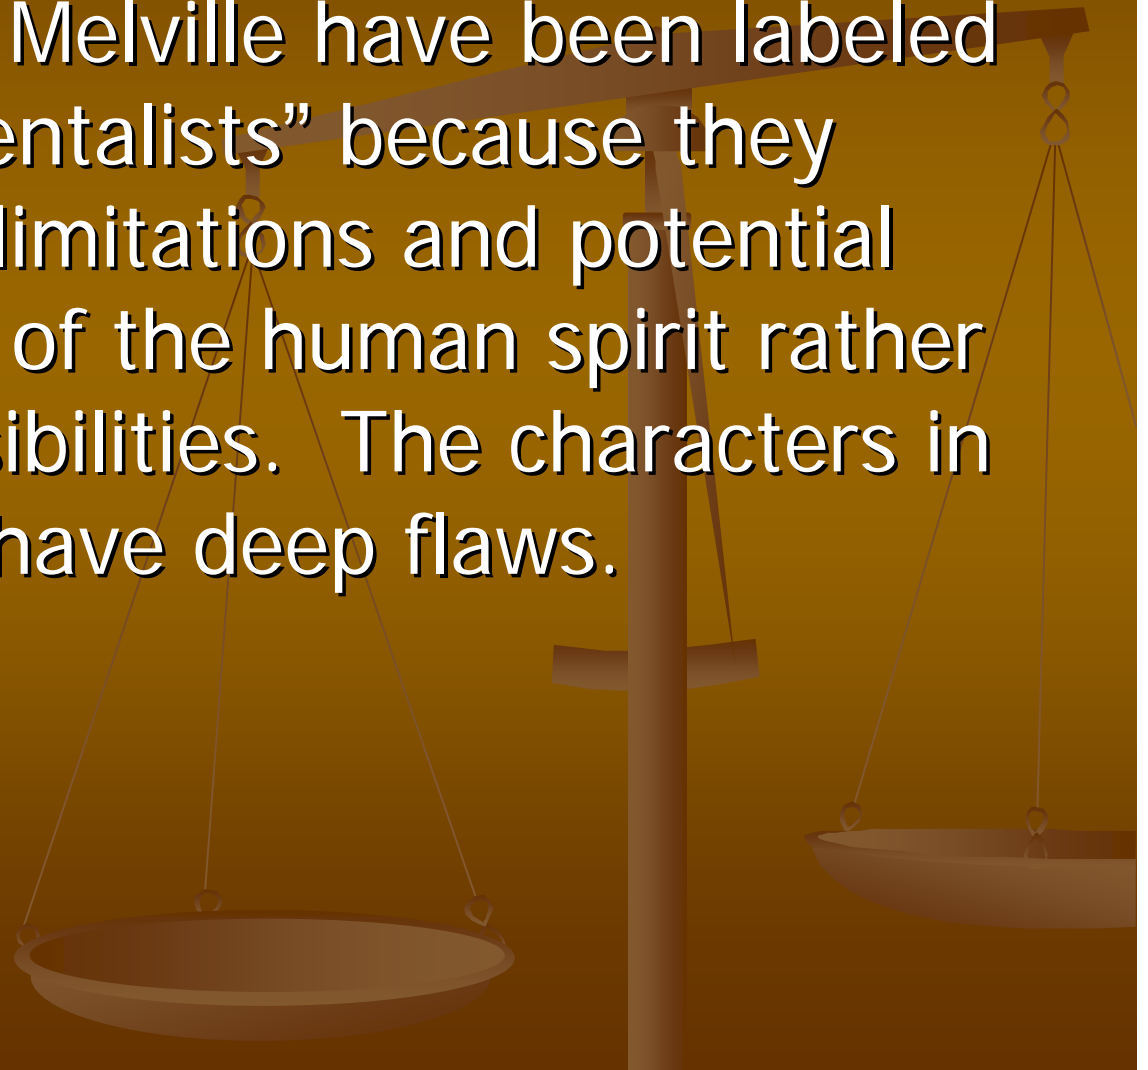 Melville have been labeled
entalists” because they
limitations and potential
of the human spirit rather
sibilities. The characters in
have deep flaws.